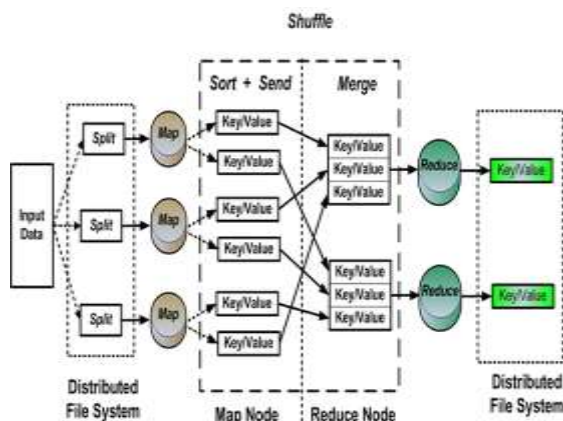 Shuffle
Sort + Send
Merge
Input
Data
Split
Split
Split
Map
Map
Map
Key/Value
Key/Value
Key/Value
Key/Value
Key/Value
Key/Value
Key/Value
Key/Value
Key/Value
Key/Value
Key/Value
Key/Value
Reduce
Reduce
Key/Value
Key/Value
Distributed
File System
Map Node
Reduce Node
Distributed
File System